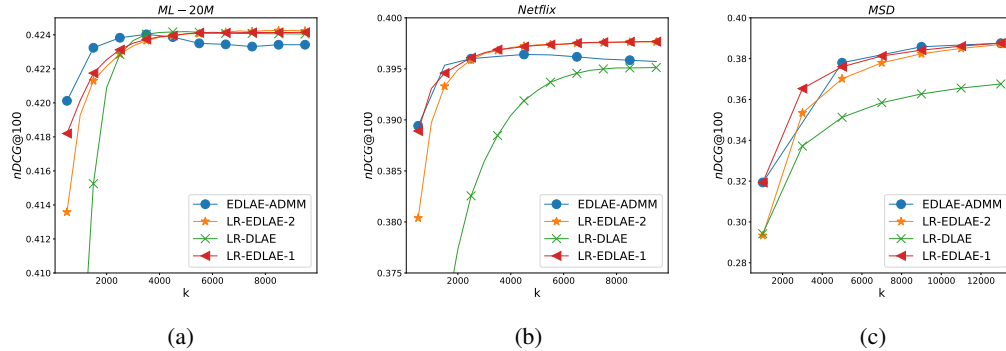 ML – 20M
nDCG@100
0.424
0.422
0.420
0.418
0.416
0.414
0.412
0.410
2000 4000 6000 8000
k
EDLAE-ADMM
LR-EDLAE-2
LR-DLAE
LR-EDLAE-1
(a)
Netflix
nDCG@100
0.395
0.390
0.385
0.380
0.375
2000 4000 6000 8000
k
EDLAE-ADMM
LR-EDLAE-2
LR-DLAE
LR-EDLAE-1
(b)
MSD
nDCG@100
0.40
0.38
0.36
0.34
0.32
0.30
0.28
2000 4000 6000 8000 10000 12000
k
EDLAE-ADMM
LR-EDLAE-2
LR-DLAE
LR-EDLAE-1
(c)